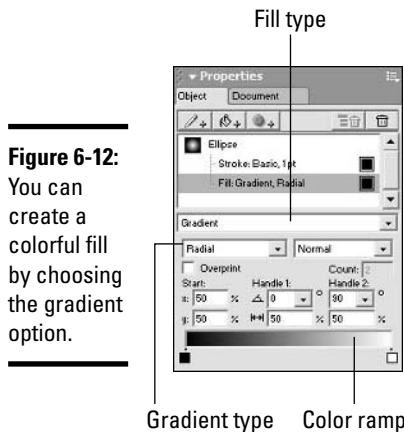 Fill type
Properties
Object Document
Ellipse
Stroke: Basic, 1pt
Fill: Gradient, Radial
Gradient
Radial Normal
Overprint Count: 2
Start: Handle 1: Handle 2:
x: 50 % 0 ° 90 °
y: 50 % 50 % 50 %
Gradient type Color ramp
Figure 6-12:
You can
create a
colorful fill
by choosing
the gradient
option.